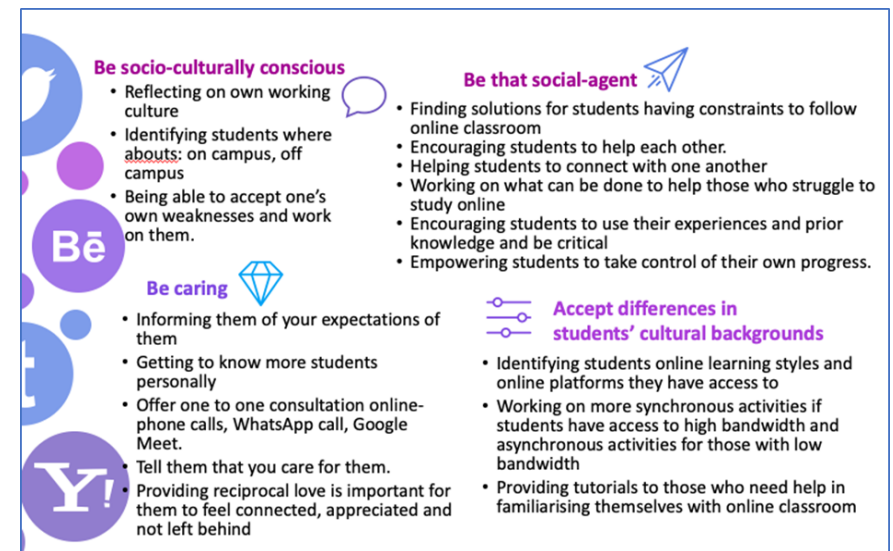 Be socio-culturally conscious
• Reflecting on own working
culture
• Identifying students where
abouts: on campus, off
campus
• Being able to accept one’s
own weaknesses and work
on them.
Be that social-agent
• Finding solutions for students having constraints to follow
online classroom
• Encouraging students to help each other.
• Helping students to connect with one another
• Working on what can be done to help those who struggle to
study online
• Encouraging students to use their experiences and prior
knowledge and be critical
• Empowering students to take control of their own progress.
Be caring
• Informing them of your expectations of
them
• Getting to know more students
personally
• Offer one to one consultation online-
phone calls, WhatsApp call, Google
Meet.
• Tell them that you care for them.
• Providing reciprocal love is important for
them to feel connected, appreciated and
not left behind
Accept differences in
students’ cultural backgrounds
• Identifying students online learning styles and
online platforms they have access to
• Working on more synchronous activities if
students have access to high bandwidth and
asynchronous activities for those with low
bandwidth
• Providing tutorials to those who need help in
familiarising themselves with online classroom
Bē
t
Y!